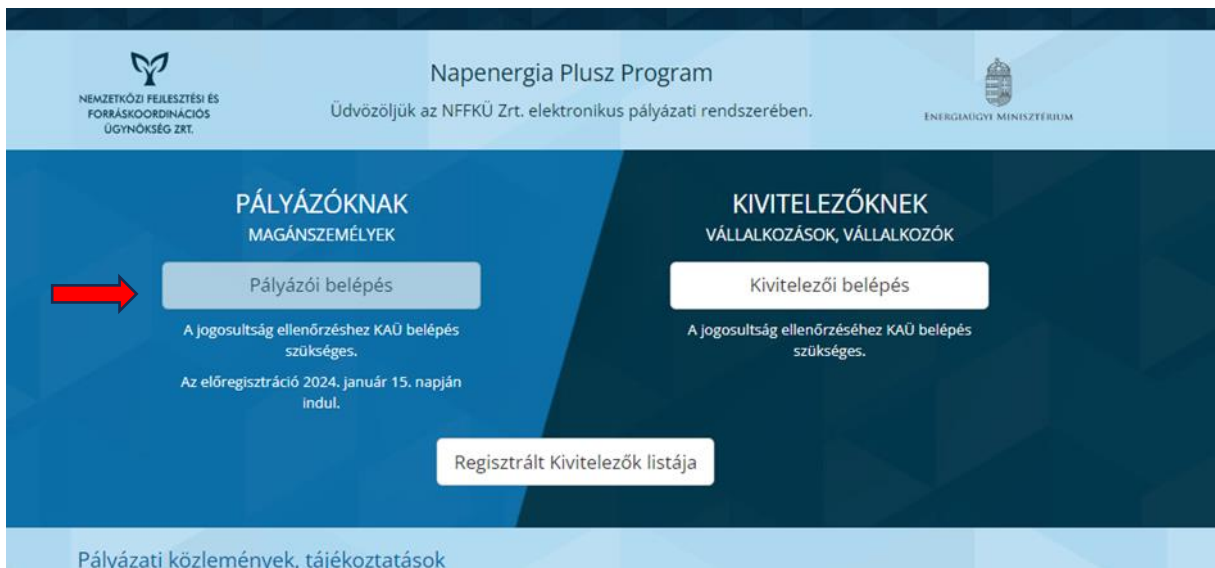 NEMZETKÖZI FEJLESZTÉSI ÉS
FORRÁSKOORDINÁCIÓS
ÜGYNÖKSÉG ZRT.
Napenergia Plusz Program
Üdvözöljük az NFFKÜ Zrt. elektronikus pályázati rendszerében.
ENERGIAÜGYI MINISZTÉRIUM
PÁLYÁZÓKNAK
MAGÁNSZEMÉLYEK
Pályázói belépés
A jogosultság ellenőrzéshez KAÜ belépés
szükséges.
Az előregisztráció 2024. január 15. napján
indul.
KIVITELEZŐKNEK
VÁLLALKOZÁSOK, VÁLLALKOZÓK
Kivitelezői belépés
A jogosultság ellenőrzéséhez KAÜ belépés
szükséges.
Regisztrált Kivitelezők listája
Pályázati közlemények, tájékoztatások